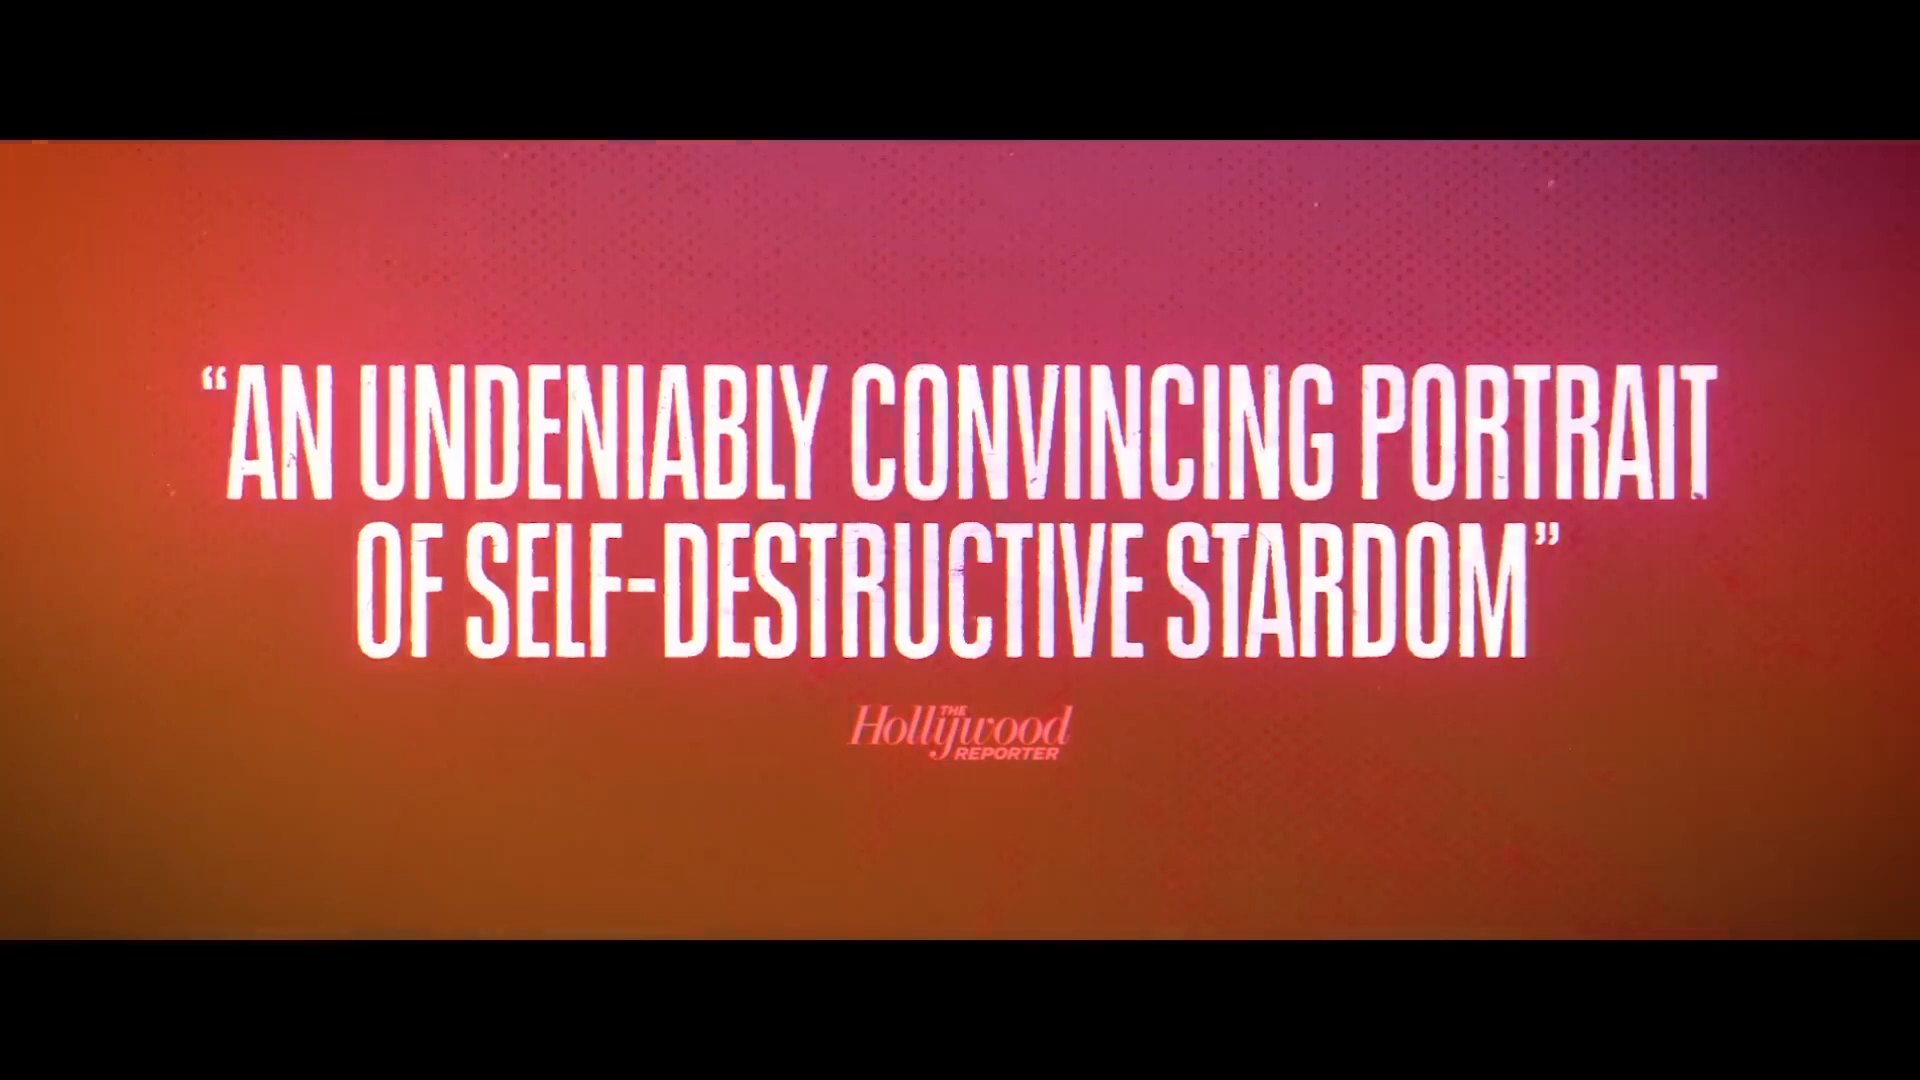 “AN UNDENIABLY CONVINCING PORTRAIT
OF SELF-DESTRUCTIVE STARDOM”
THE
Hollywood
REPORTER